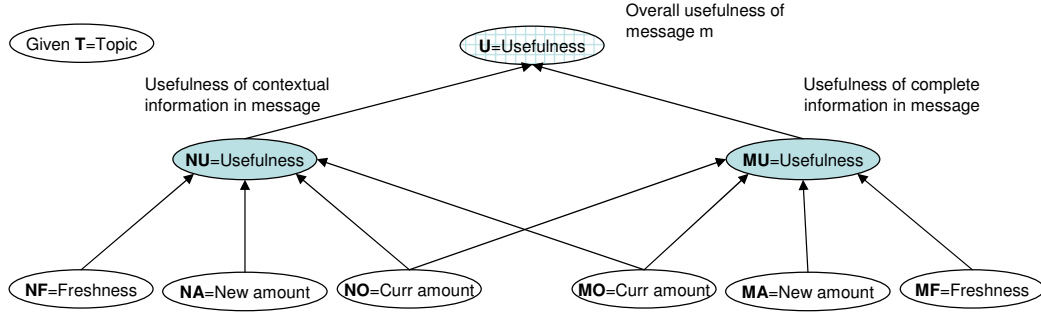 Overall usefulness of
message m
Given T=Topic
U=Usefulness
Usefulness of contextual
information in message
Usefulness of complete
information in message
NU=Usefulness
MU=Usefulness
NF=Freshness
NA=New amount
NO=Curr amount
MO=Curr amount
MA=New amount
MF=Freshness